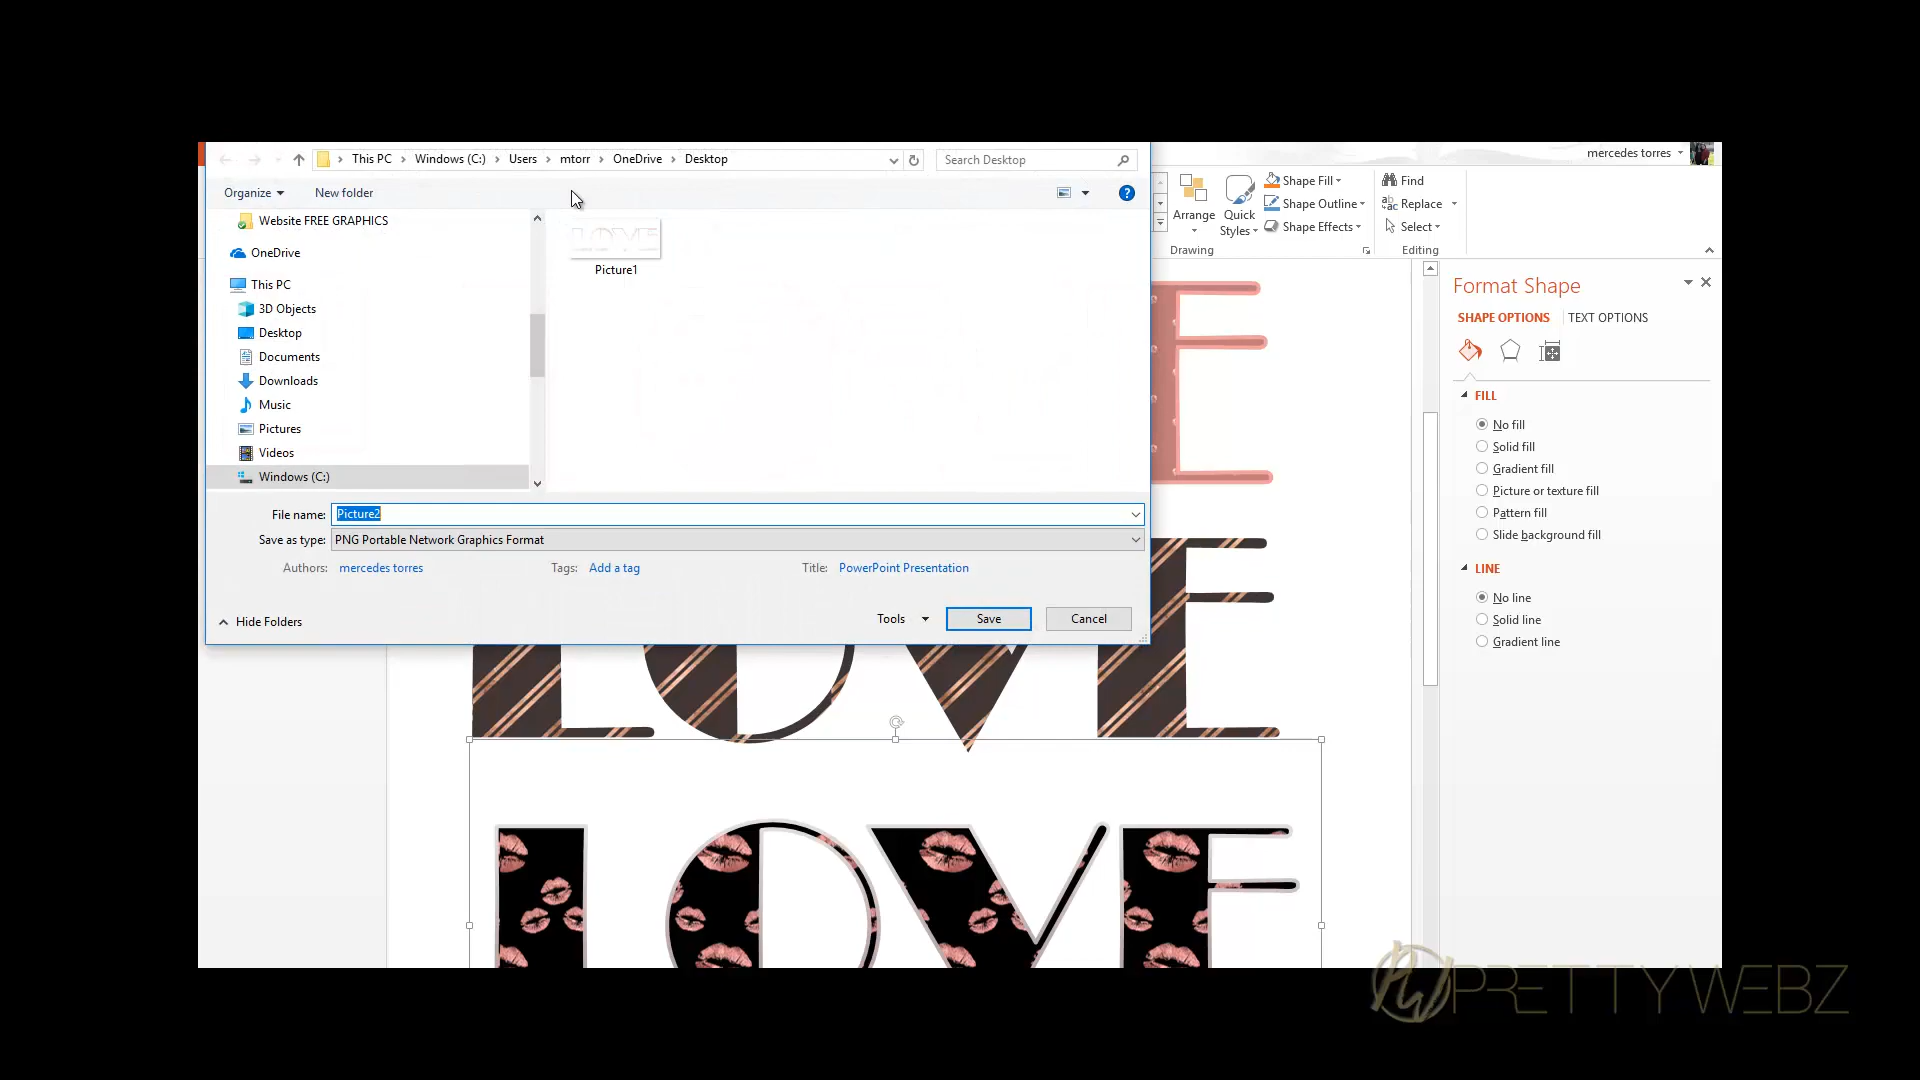 This PC > Windows (C:) > Users > mtorr > OneDrive > Desktop
Search Desktop
mercedes torres
Organize
New folder
Shape Fill
Shape Outline
Shape Effects
Arrange
Quick
Styles
Drawing
Find
Replace
Select
Editing
Website FREE GRAPHICS
OneDrive
This PC
3D Objects
Desktop
Documents
Downloads
Music
Pictures
Videos
Windows (C:)
LOVE
Picture1
File name: Picture2
Save as type: PNG Portable Network Graphics Format
Authors: mercedes torres
Tags: Add a tag
Title: PowerPoint Presentation
Hide Folders
Tools
Save
Cancel
Format Shape
SHAPE OPTIONS
TEXT OPTIONS
FILL
No fill
Solid fill
Gradient fill
Picture or texture fill
Pattern fill
Slide background fill
LINE
No line
Solid line
Gradient line
E
LOVE
LOVE
PW PRETTYWEBZ